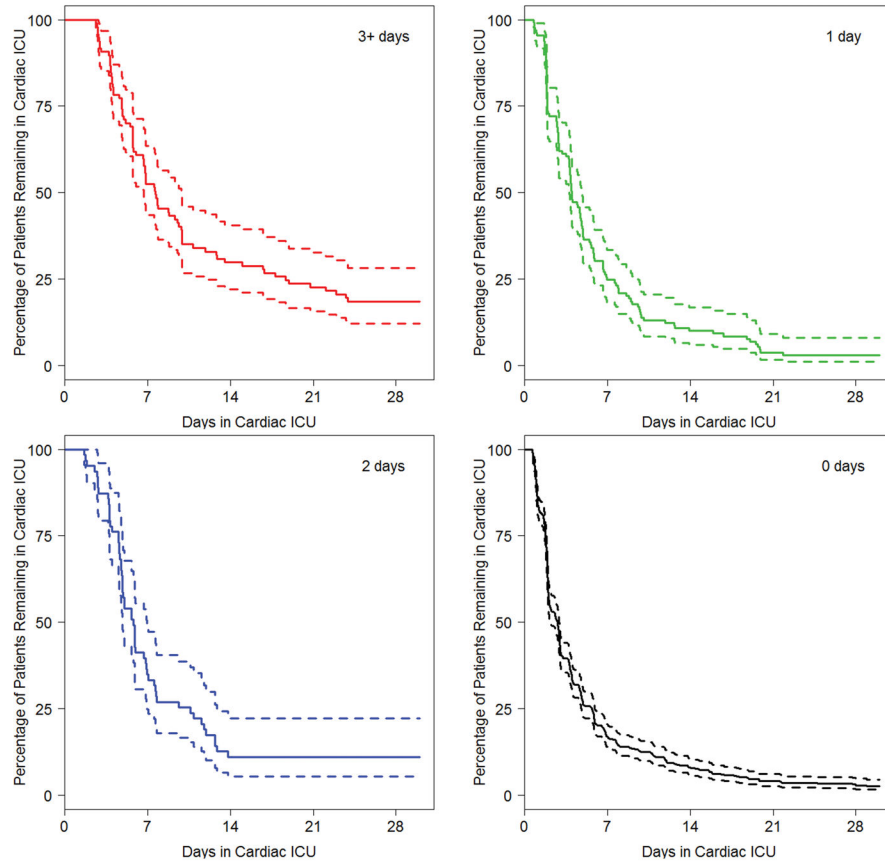 3+ days
Percentage of Patients Remaining in Cardiac ICU
100
75
50
25
0
0 7 14 21 28
Days in Cardiac ICU
1 day
Percentage of Patients Remaining in Cardiac ICU
100
75
50
25
0
0 7 14 21 28
Days in Cardiac ICU
2 days
Percentage of Patients Remaining in Cardiac ICU
100
75
50
25
0
0 7 14 21 28
Days in Cardiac ICU
0 days
Percentage of Patients Remaining in Cardiac ICU
100
75
50
25
0
0 7 14 21 28
Days in Cardiac ICU